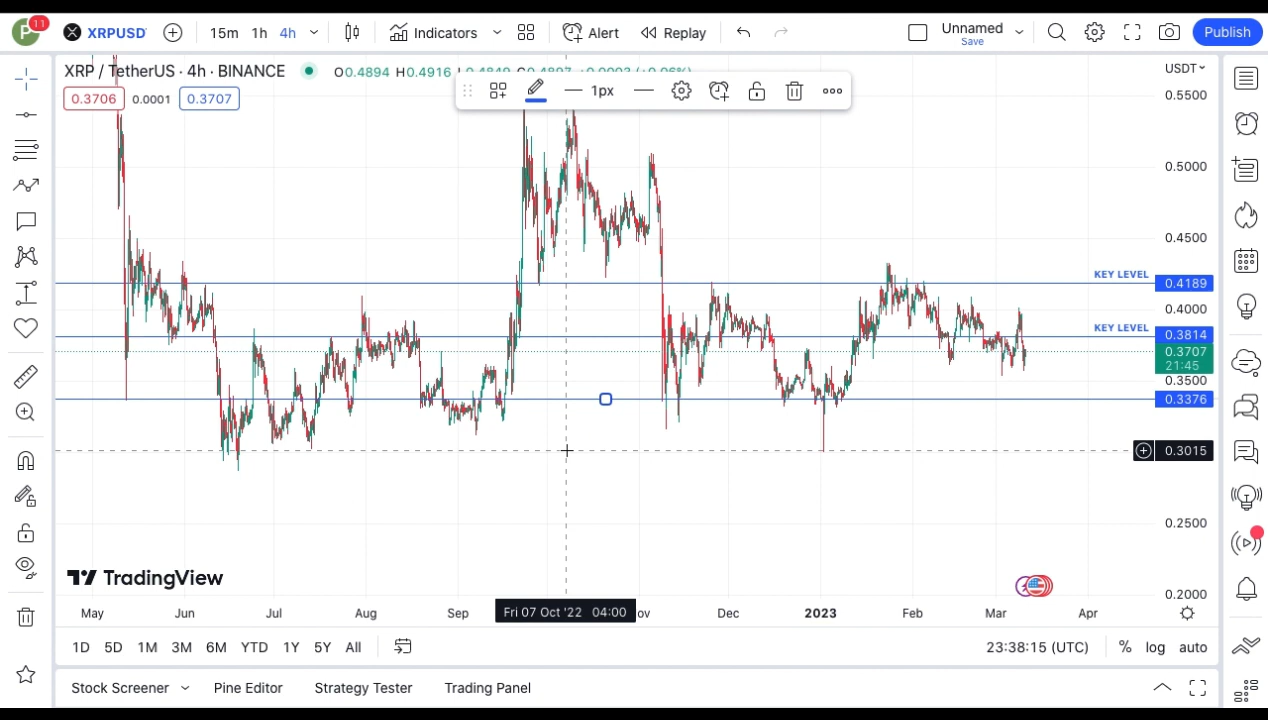 P 11 XRPUSD 15m 1h 4h Indicators Alert Replay Unnamed Save Publish
XRP / TetherUS · 4h · BINANCE O0.4894 H0.4916
0.3706 0.0001 0.3707
1px
USDT
0.5500
0.5000
0.4500
KEY LEVEL 0.4189
0.4000
KEY LEVEL 0.3814
0.3707
21:45
0.3500
0.3376
0.3015
0.2500
0.2000
TradingView
May Jun Jul Aug Sep Fri 07 Oct '22 04:00 Dec 2023 Feb Mar Apr
1D 5D 1M 3M 6M YTD 1Y 5Y All 23:38:15 (UTC) % log auto
Stock Screener Pine Editor Strategy Tester Trading Panel